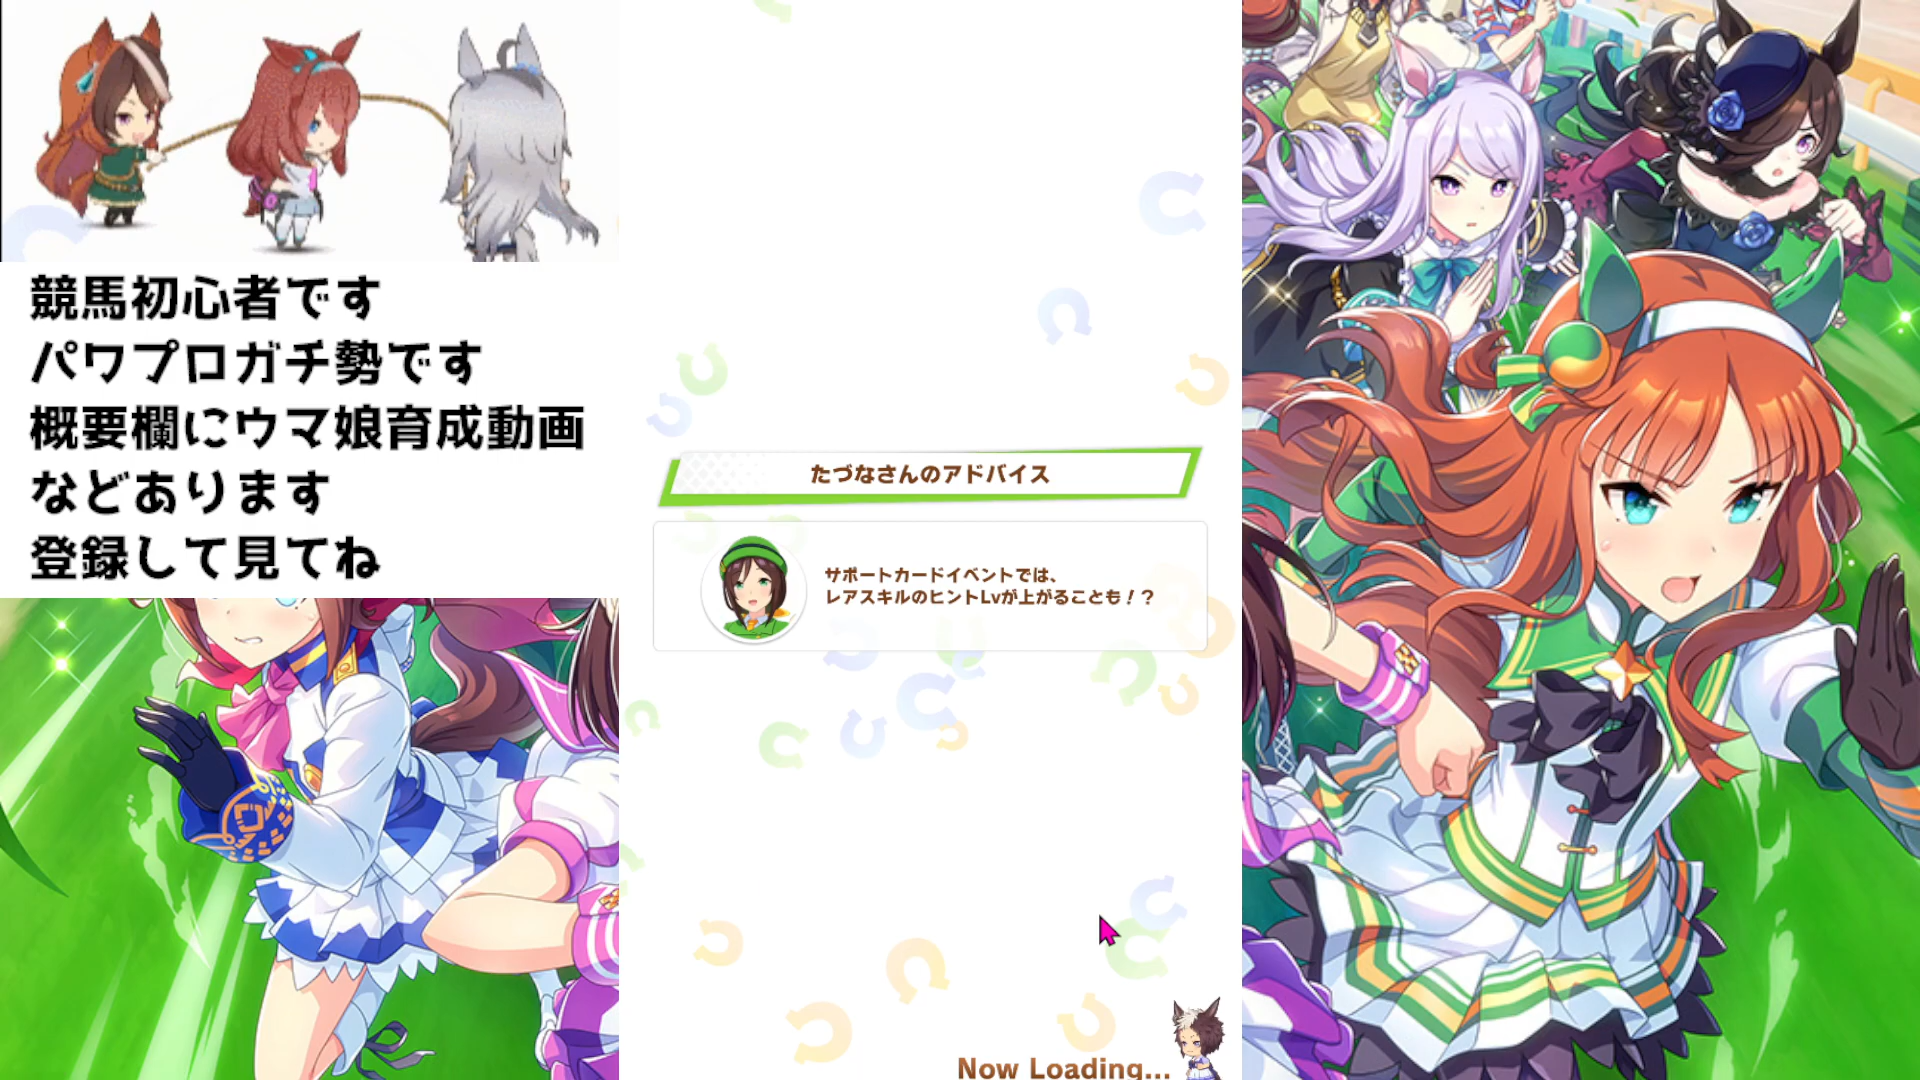 競馬初心者です
パワプロガチ勢です
概要欄にウマ娘育成動画
などあります
登録して見てね
たづなさんのアドバイス
サポートカードイベントでは、
レアスキルのヒントLvが上がることも!?
Now Loading...